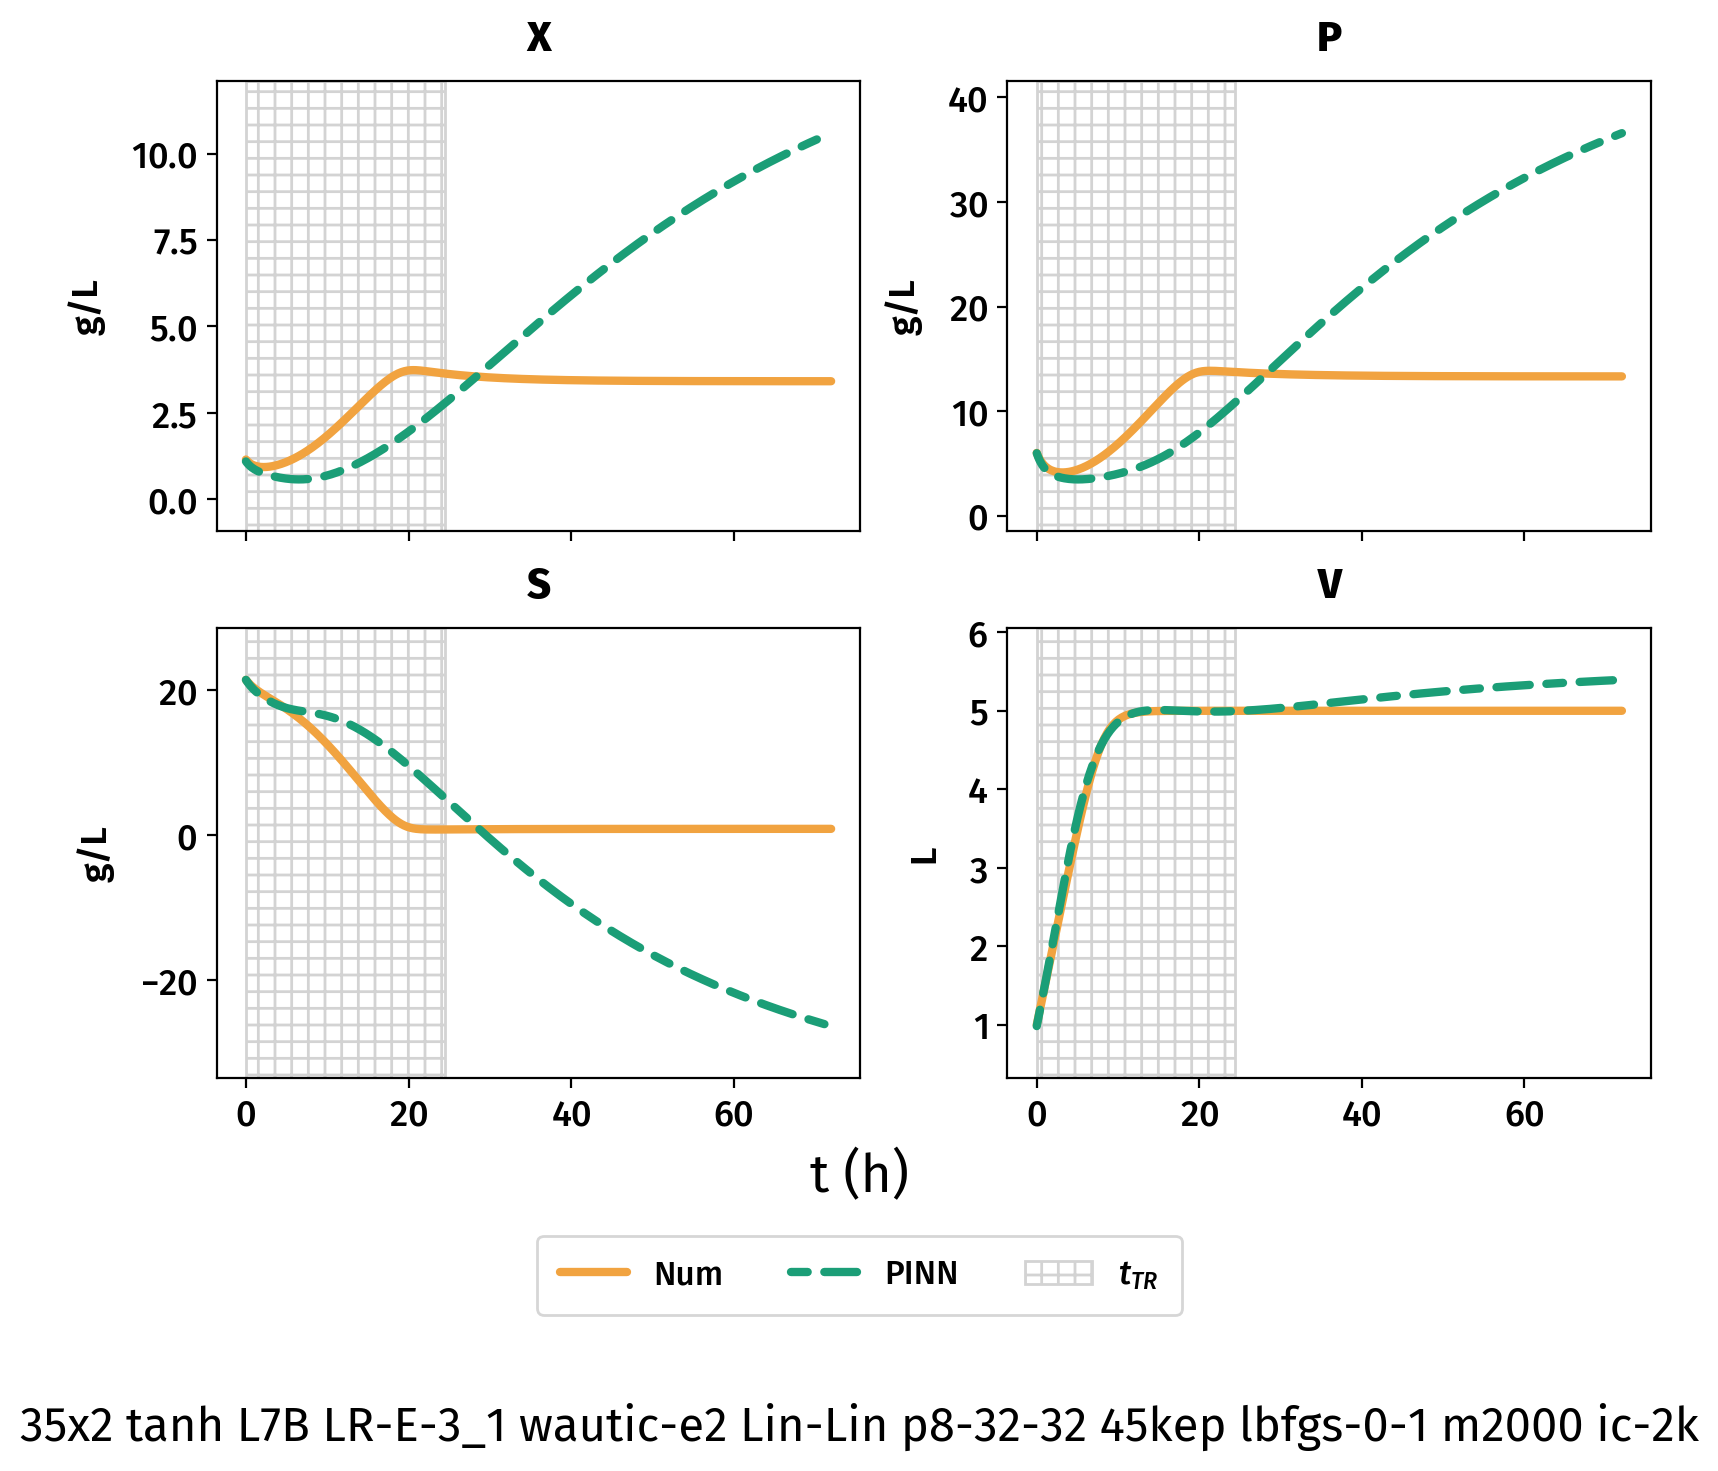 X
P
10.0
7.5
5.0
2.5
0.0
g/L
40
30
20
10
0
g/L
S
V
20
0
−20
g/L
6
5
4
3
2
1
L
0 20 40 60
0 20 40 60
t (h)
Num PINN tTR
35x2 tanh L7B LR-E-3_1 wautic-e2 Lin-Lin p8-32-32 45kep lbfgs-0-1 m2000 ic-2k